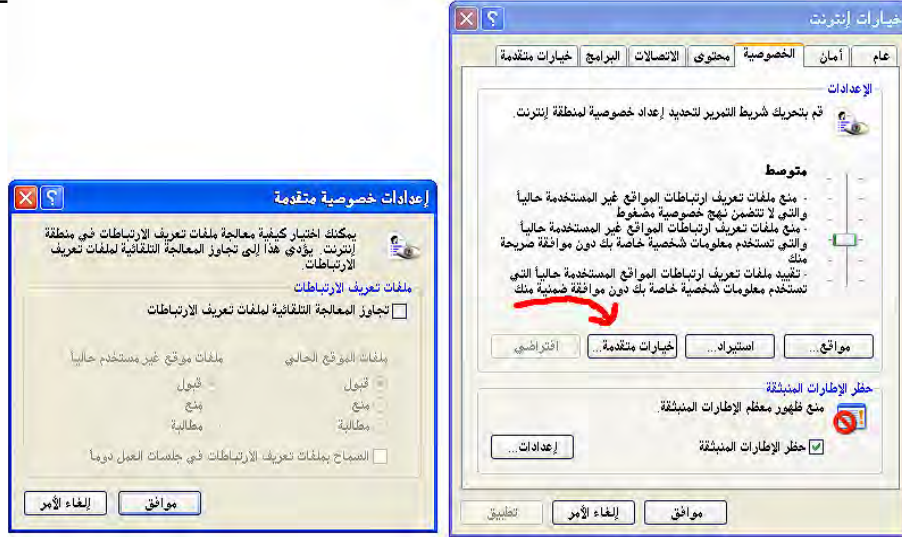 خيارات إنترنت
عام أمان الخصوصية محتوى الاتصالات البرامج خيارات متقدمة
الإعدادات
قم بتحريك شريط التمرير لتحديد إعداد خصوصية لمنطقة إنترنت.
متوسط
- منع ملفات تعريف ارتباطات المواقع غير المستخدمة حالياً
والتي لا تتضمن نهج خصوصية مضغوط
- منع ملفات تعريف ارتباطات المواقع غير المستخدمة حالياً
والتي تستخدم معلومات شخصية خاصة بك دون موافقة صريحة
منك
- تقييد ملفات تعريف ارتباطات المواقع المستخدمة حالياً التي
تستخدم معلومات شخصية خاصة بك دون موافقة ضمنية منك
مواقع... استيراد... خيارات متقدمة... افتراضي
حظر الإطارات المنبثقة
منع ظهور معظم الإطارات المنبثقة.
حظر الإطارات المنبثقة إعدادات...
موافق إلغاء الأمر تطبيق
إعدادات خصوصية متقدمة
يمكنك اختيار كيفية معالجة ملفات تعريف الارتباطات في منطقة
إنترنت. يؤدي هذا إلى تجاوز المعالجة التلقائية لملفات تعريف
الارتباطات.
ملفات تعريف الارتباطات
تجاوز المعالجة التلقائية لملفات تعريف الارتباطات
ملفات الموقع الحالي ملفات موقع غير مستخدم حالياً
قبول قبول
منع منع
مطالبة مطالبة
السماح بملفات تعريف الارتباطات في جلسات العمل دوماً
موافق إلغاء الأمر